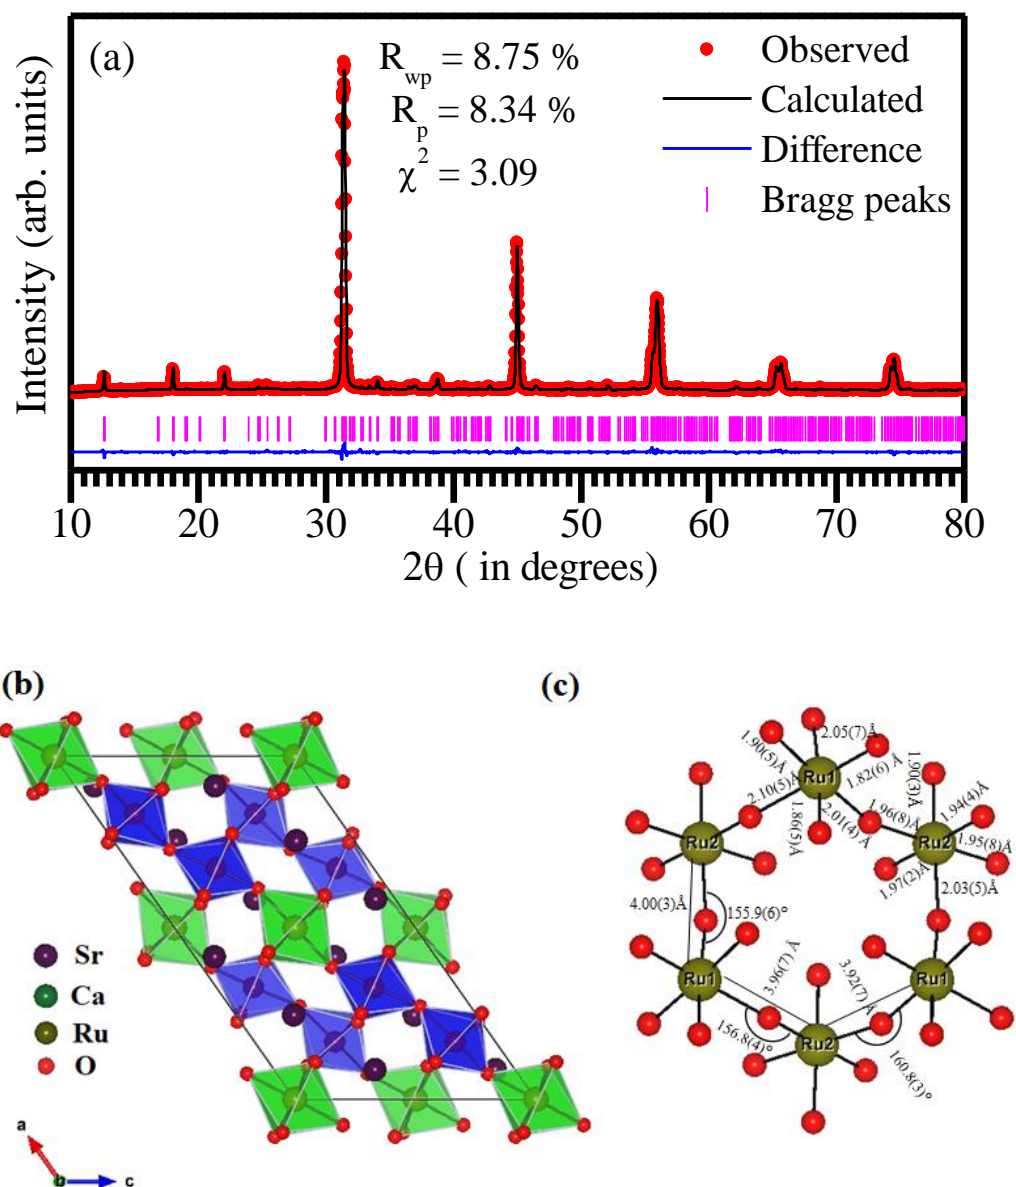 (a)
R_wp = 8.75 %
R_p = 8.34 %
χ² = 3.09
Observed
Calculated
Difference
Bragg peaks
Intensity (arb. units)
10 20 30 40 50 60 70 80
2θ ( in degrees)
(b)
Sr
Ca
Ru
O
a
b
c
(c)
2.05(7)Å
1.90(5)Å
Ru1
1.82(6) Å
1.90(3)Å
2.10(5)Å
1.86(5)Å
2.01(4) Å
1.96(8)Å
1.94(4)Å
Ru2
Ru2
1.95(8)Å
1.97(2)Å
2.03(5)Å
4.00(3)Å
155.9(6)°
3.96(7) Å
3.92(7) Å
Ru1
Ru1
156.8(4)°
Ru2
160.8(3)°